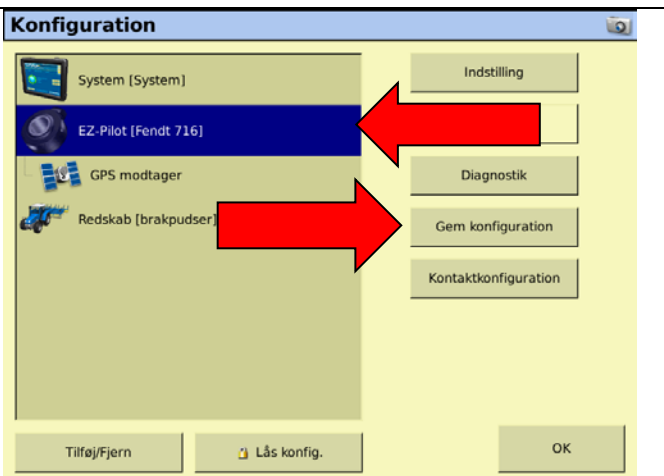 Konfiguration
System [System]
Indstilling
EZ-Pilot [Fendt 716]
GPS modtager
Diagnostik
Redskab [brakpudser]
Gem konfiguration
Kontaktkonfiguration
Tilføj/Fjern
Lås konfig.
OK